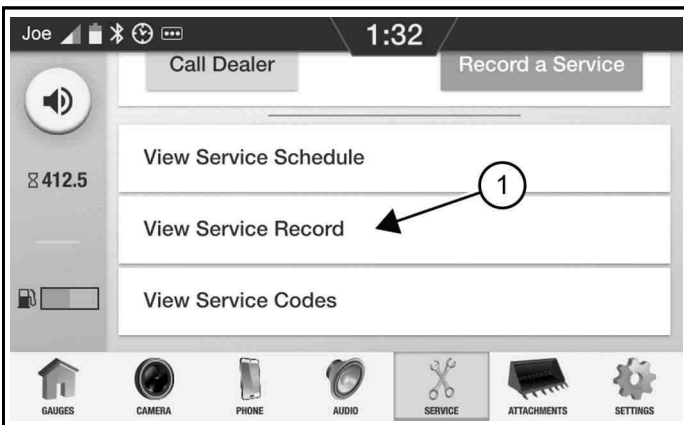 Joe 1:32
Call Dealer Record a Service
412.5
View Service Schedule
1
View Service Record
View Service Codes
GAUGES CAMERA PHONE AUDIO SERVICE ATTACHMENTS SETTINGS